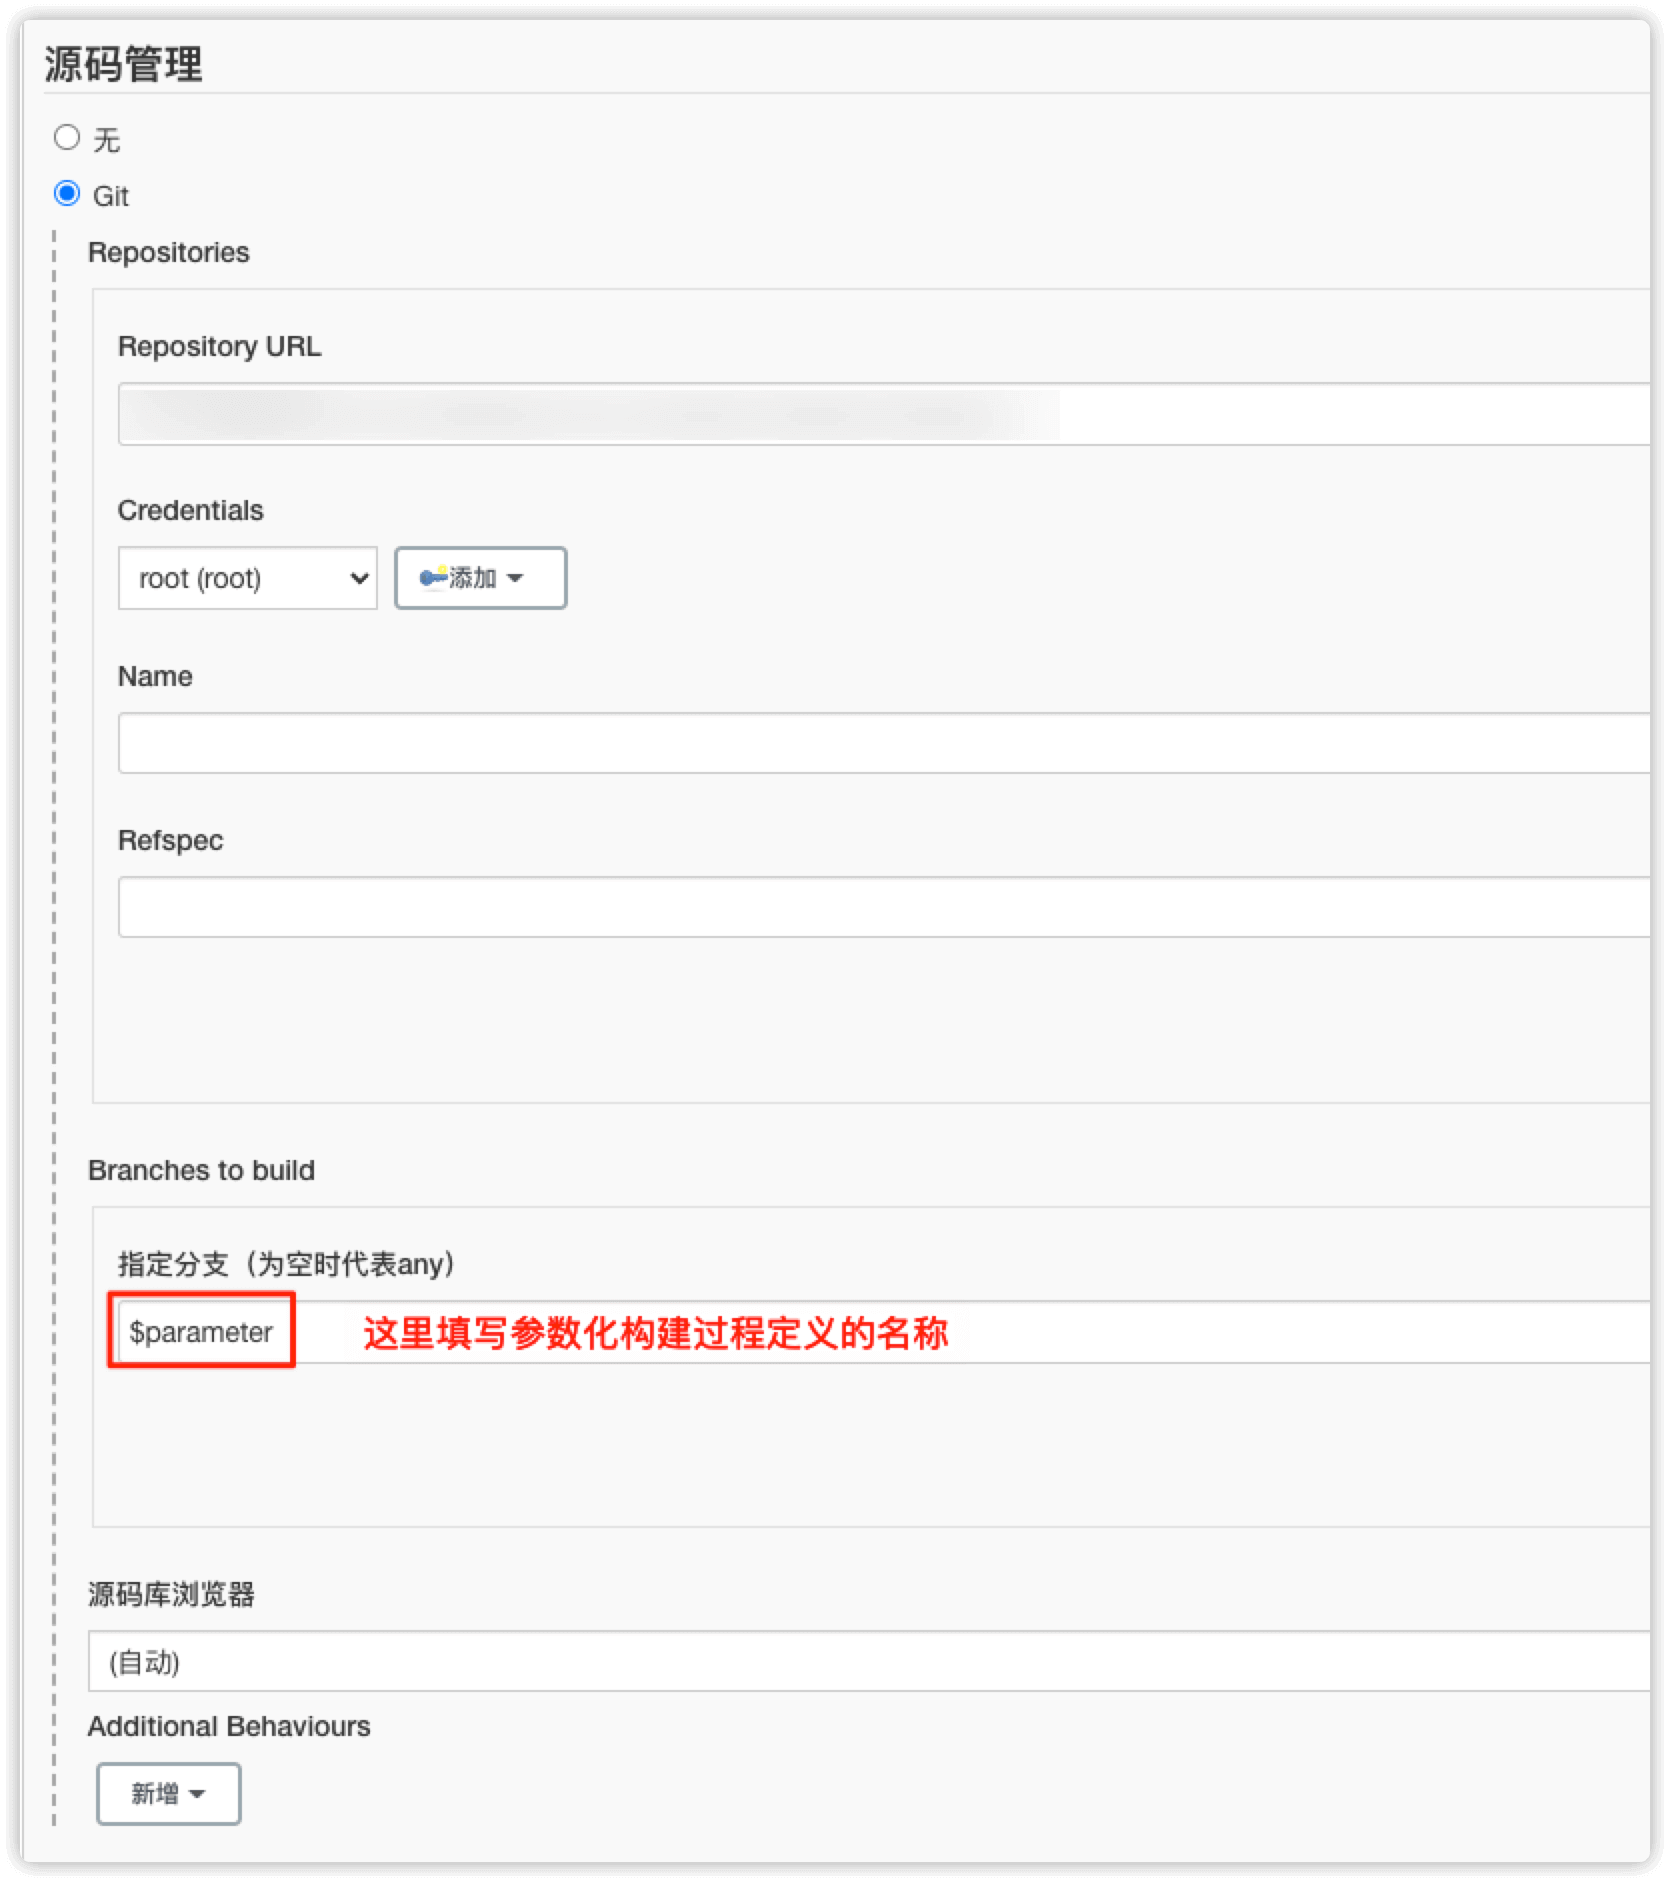 源码管理
无
Git
Repositories
Repository URL
Credentials
root (root)
添加
Name
Refspec
Branches to build
指定分支（为空时代表any）
$parameter
这里填写参数化构建过程定义的名称
源码库浏览器
(自动)
Additional Behaviours
新增